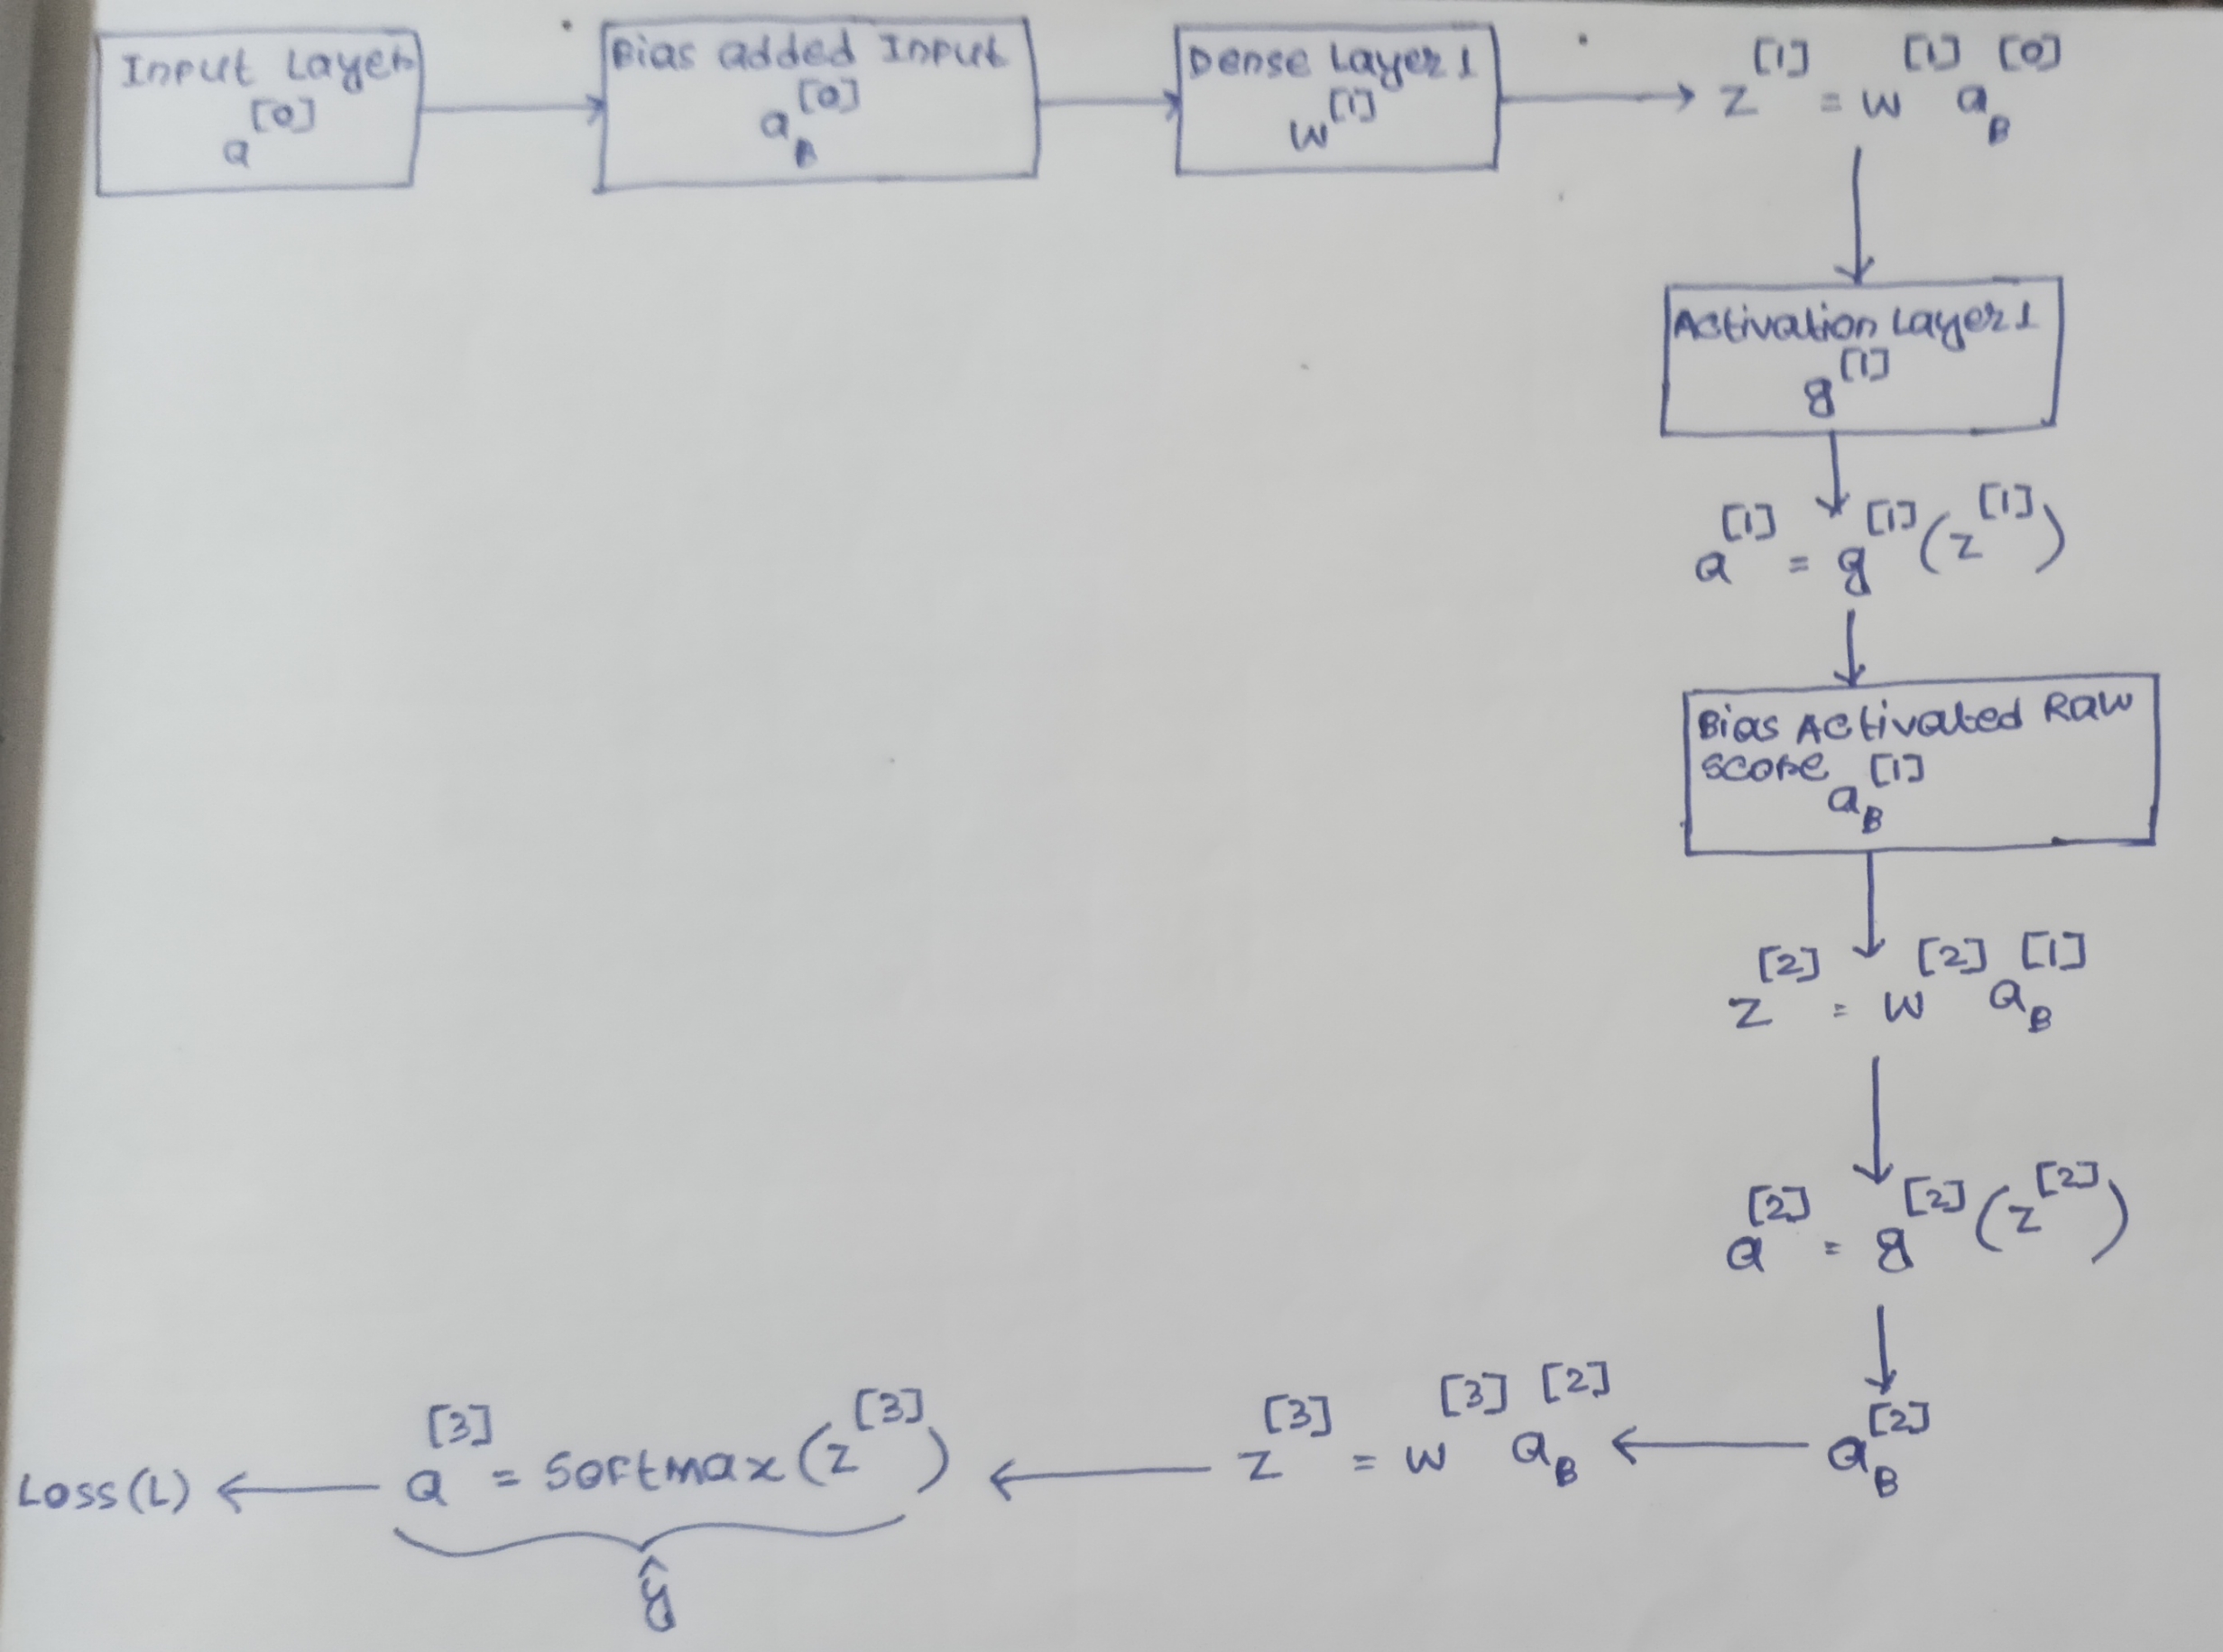 Input Layer
a^[0]
Bias added Input
a_B^[0]
Dense Layer 1
W^[1]
z^[1] = W^[1] a_B^[0]
Activation Layer 1
g^[1]
a^[1] = g^[1](z^[1])
Bias Activated Raw
Score a_B^[1]
z^[2] = W^[2] a_B^[1]
a^[2] = g^[2](z^[2])
a_B^[2]
z^[3] = W^[3] a_B^[2]
a^[3] = Softmax(z^[3])
ŷ
Loss(L)